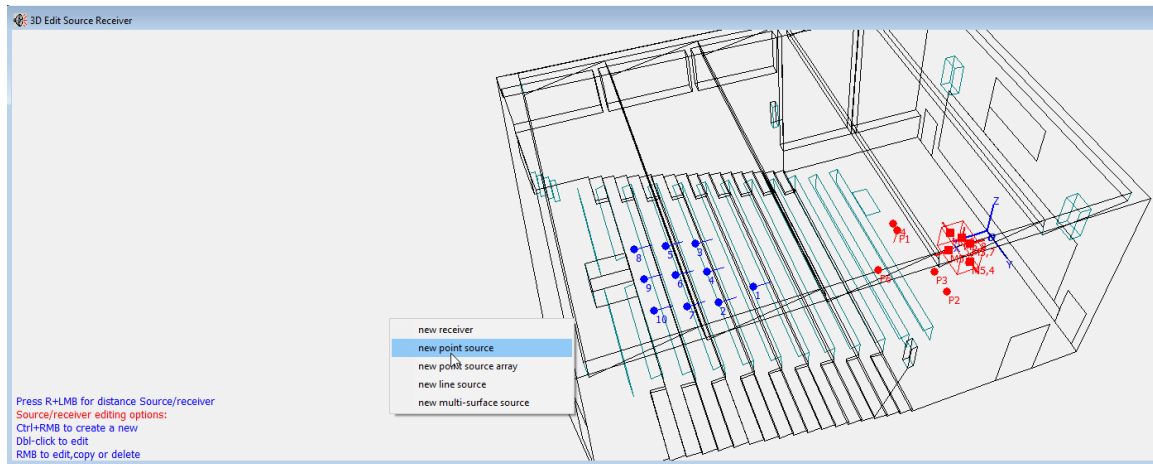 3D Edit Source Receiver
Z
P1
Y
P3
P2
M5,4
8
5
3
9
6
4
1
10
7
2
new receiver
new point source
new point source array
new line source
new multi-surface source
Press R+LMB for distance Source/receiver
Source/receiver editing options:
Ctrl+RMB to create a new
Dbl-click to edit
RMB to edit,copy or delete